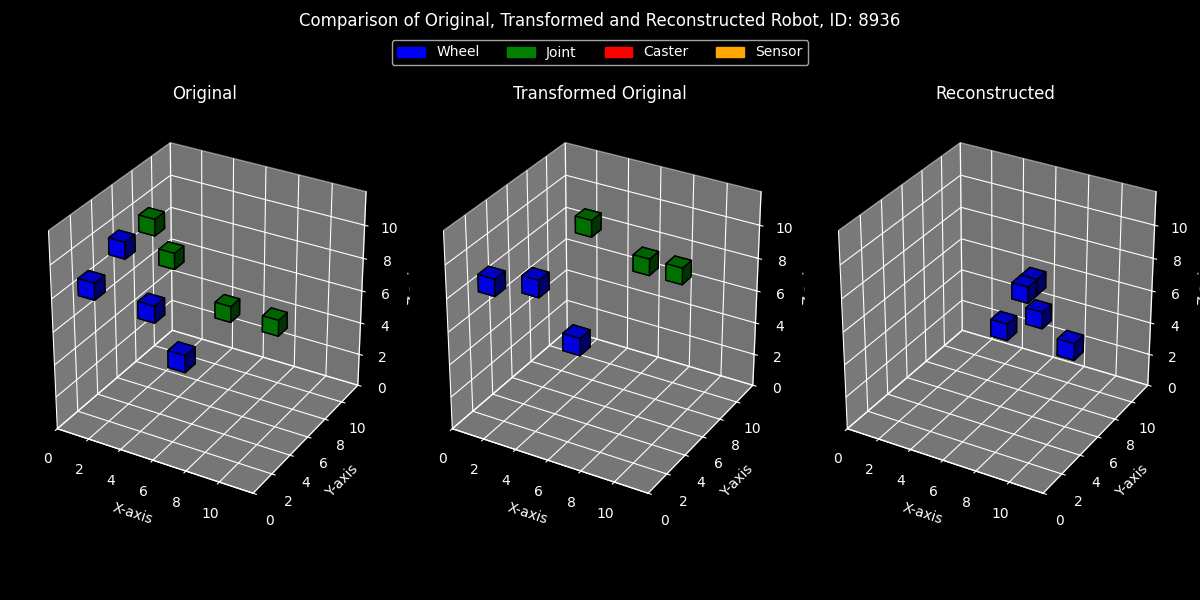 Comparison of Original, Transformed and Reconstructed Robot, ID: 8936
Wheel Joint Caster Sensor
Original Transformed Original Reconstructed
10 10 10
8 8 8
6 6 6
4 4 4
2 2 2
0 0 0
0 2 4 6 8 10 0 2 4 6 8 10 0 2 4 6 8 10
0 2 4 6 8 10 0 2 4 6 8 10 0 2 4 6 8 10
X-axis Y-axis X-axis Y-axis X-axis Y-axis